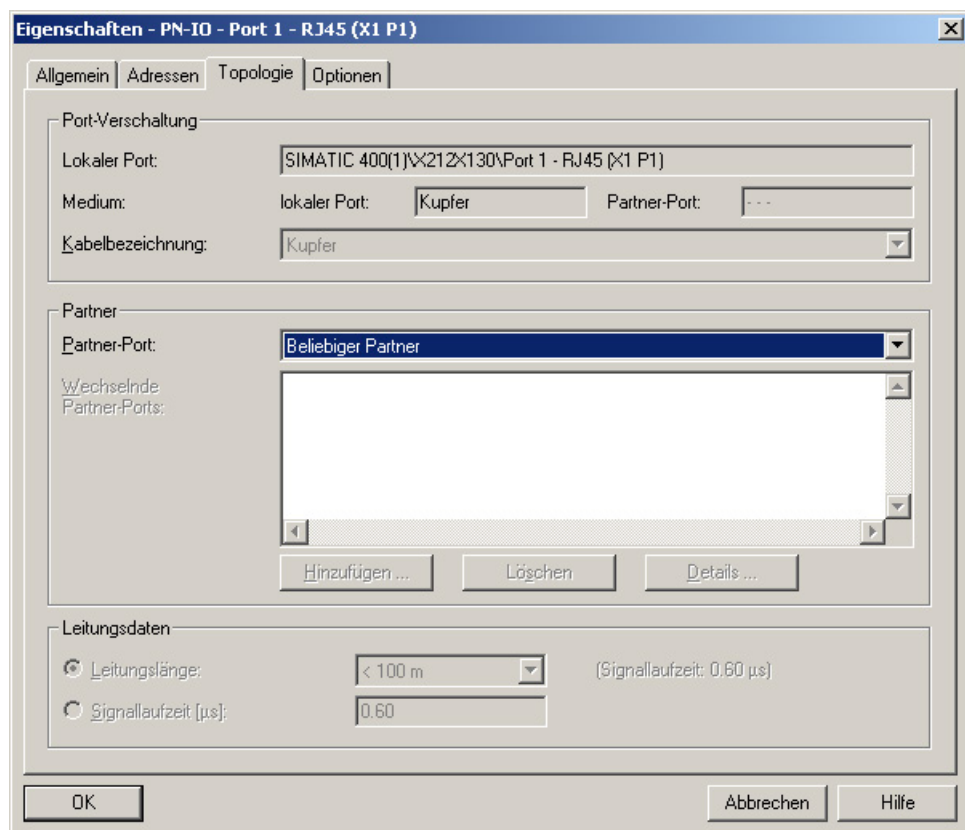 Eigenschaften - PN-IO - Port 1 - RJ45 (X1 P1)
Allgemein Adressen Topologie Optionen
Port-Verschaltung
Lokaler Port: SIMATIC 400(1)\X212X130\Port 1 - RJ45 (X1 P1)
Medium: lokaler Port: Kupfer Partner-Port: - - -
Kabelbezeichnung: Kupfer
Partner
Partner-Port: Beliebiger Partner
Wechselnde
Partner-Ports:
Hinzufügen ... Löschen Details ...
Leitungsdaten
Leitungslänge: < 100 m (Signallaufzeit: 0.60 µs)
Signallaufzeit [µs]: 0.60
OK Abbrechen Hilfe